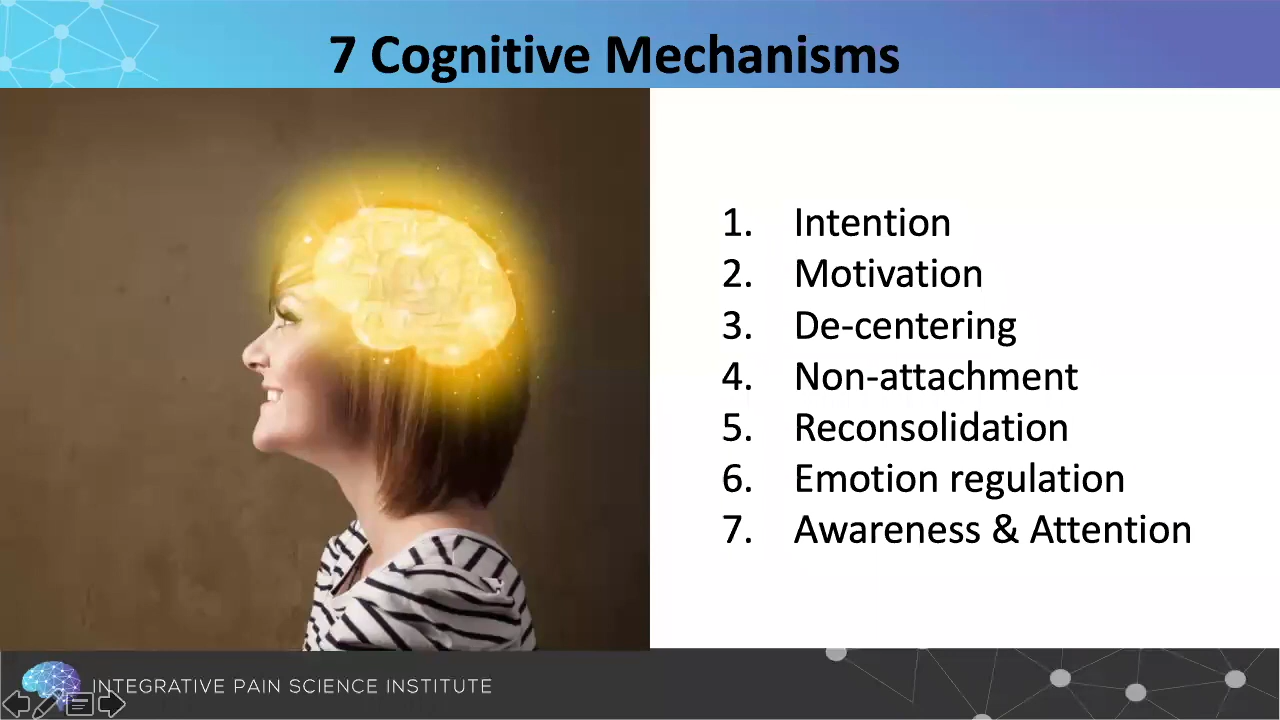 7 Cognitive Mechanisms
1. Intention
2. Motivation
3. De-centering
4. Non-attachment
5. Reconsolidation
6. Emotion regulation
7. Awareness & Attention
INTEGRATIVE PAIN SCIENCE INSTITUTE